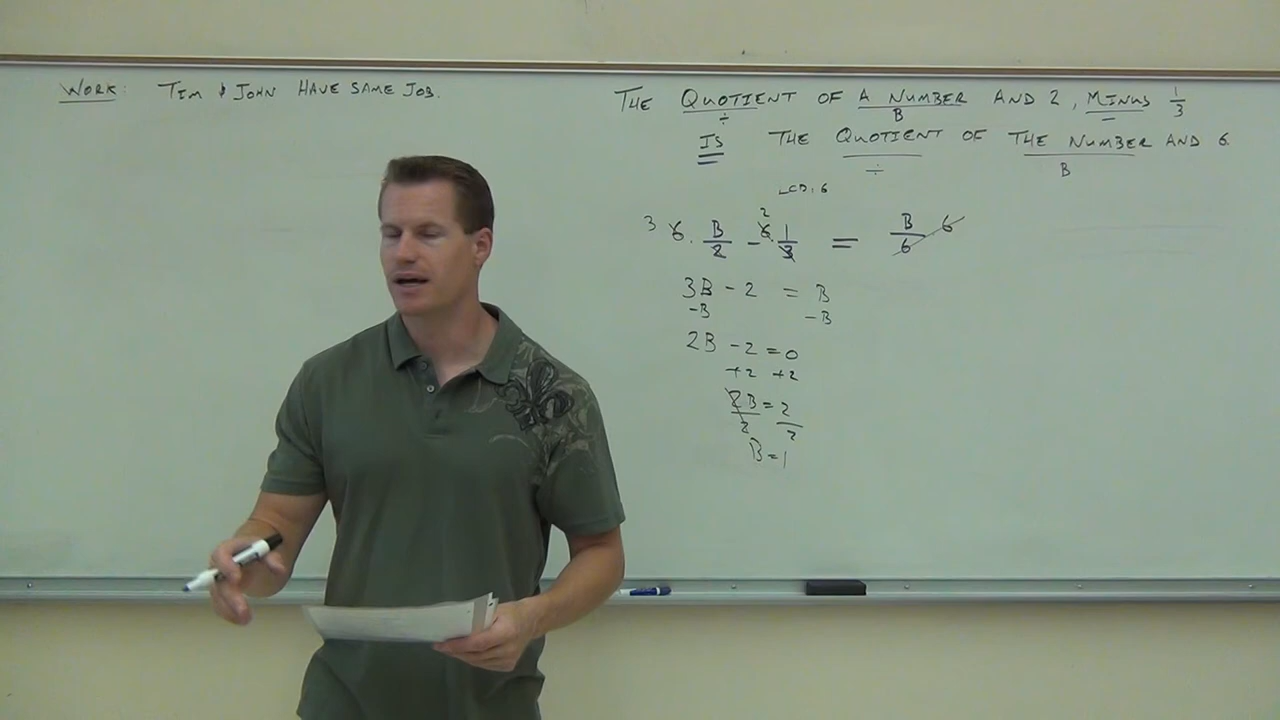 WORK: TIM & JOHN HAVE SAME JOB.
THE QUOTIENT OF A NUMBER AND 2, MINUS 1/3
÷ B −
IS THE QUOTIENT OF THE NUMBER AND 6.
÷ B
LCD: 6
3 6 · B/2 − 2 6 · 1/3 = B/6 · 6
3B − 2 = B
−B −B
2B − 2 = 0
+2 +2
2B/2 = 2/2
B = 1